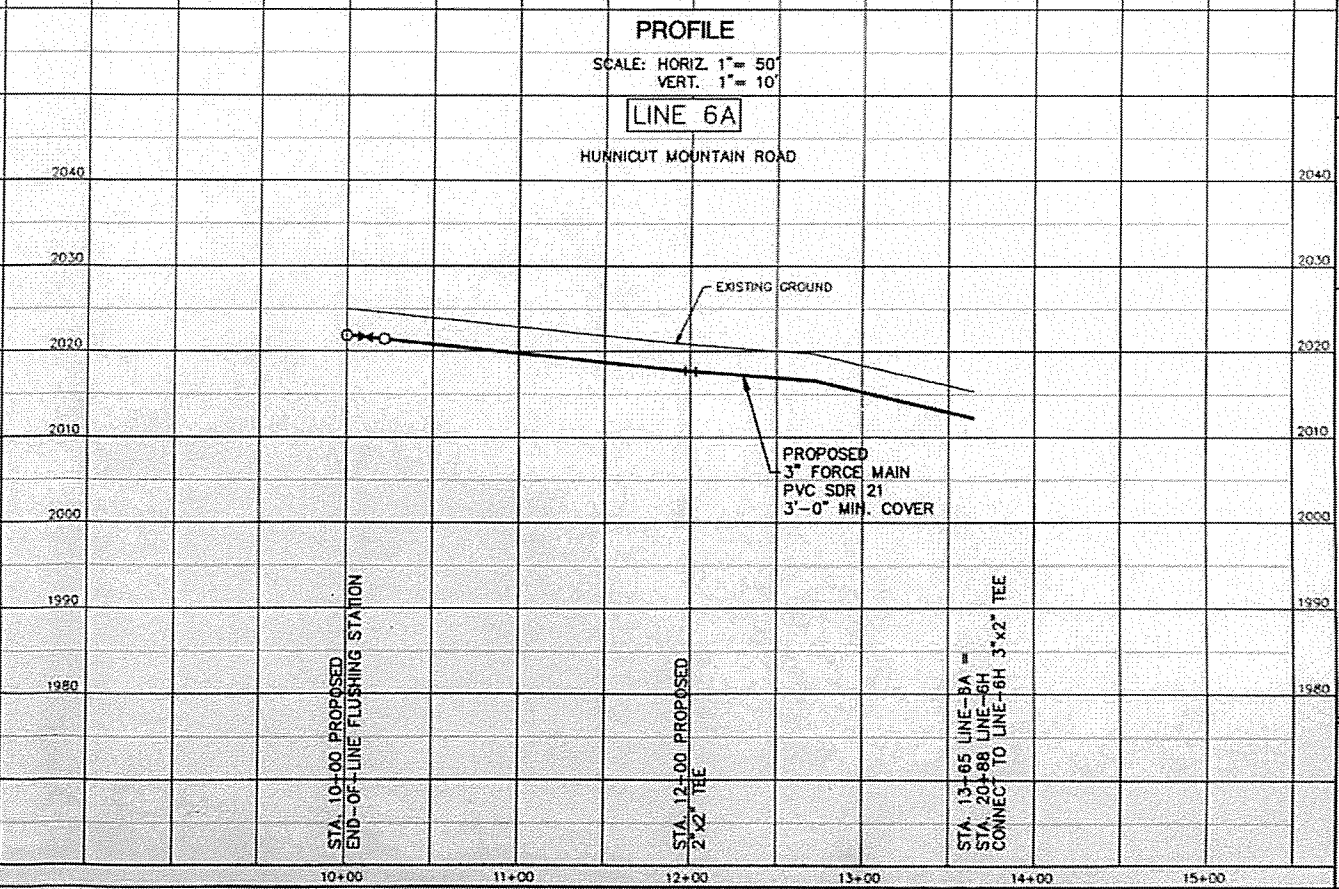 PROFILE
SCALE: HORIZ. 1"= 50'
VERT. 1"= 10'
LINE 6A
HUNNICUT MOUNTAIN ROAD
2040
2040
2030
2030
EXISTING GROUND
2020
2020
2010
2010
PROPOSED
3" FORCE MAIN
PVC SDR 21
3'-0" MIN. COVER
2000
2000
1990
1990
1980
1980
STA. 10+00 PROPOSED
END-OF-LINE FLUSHING STATION
STA. 12+00 PROPOSED
2"x2" TEE
STA. 13+65 LINE-8A =
STA. 20+88 LINE-6H
CONNECT TO LINE-6H 3"x2" TEE
10+00
11+00
12+00
13+00
14+00
15+00